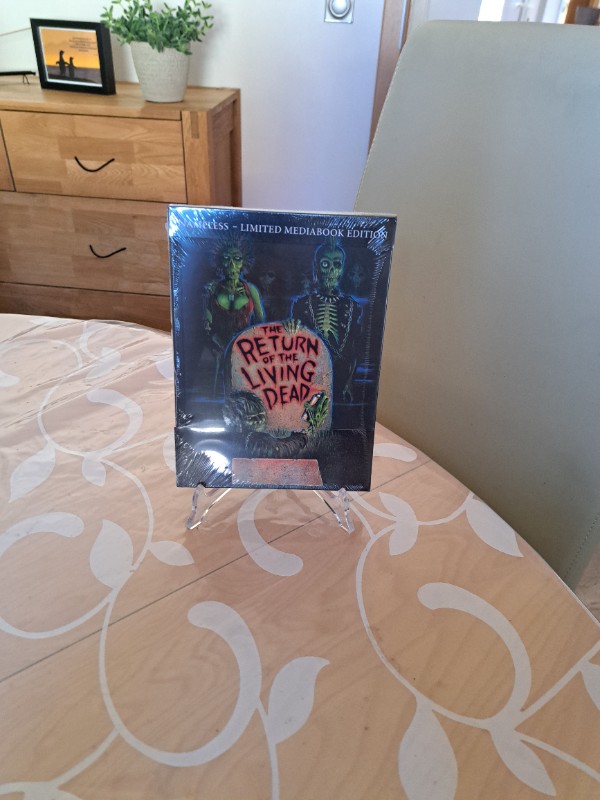 – LIMITED MEDIABOOK EDITION
THE
RETURN
OF THE
LIVING
DEAD